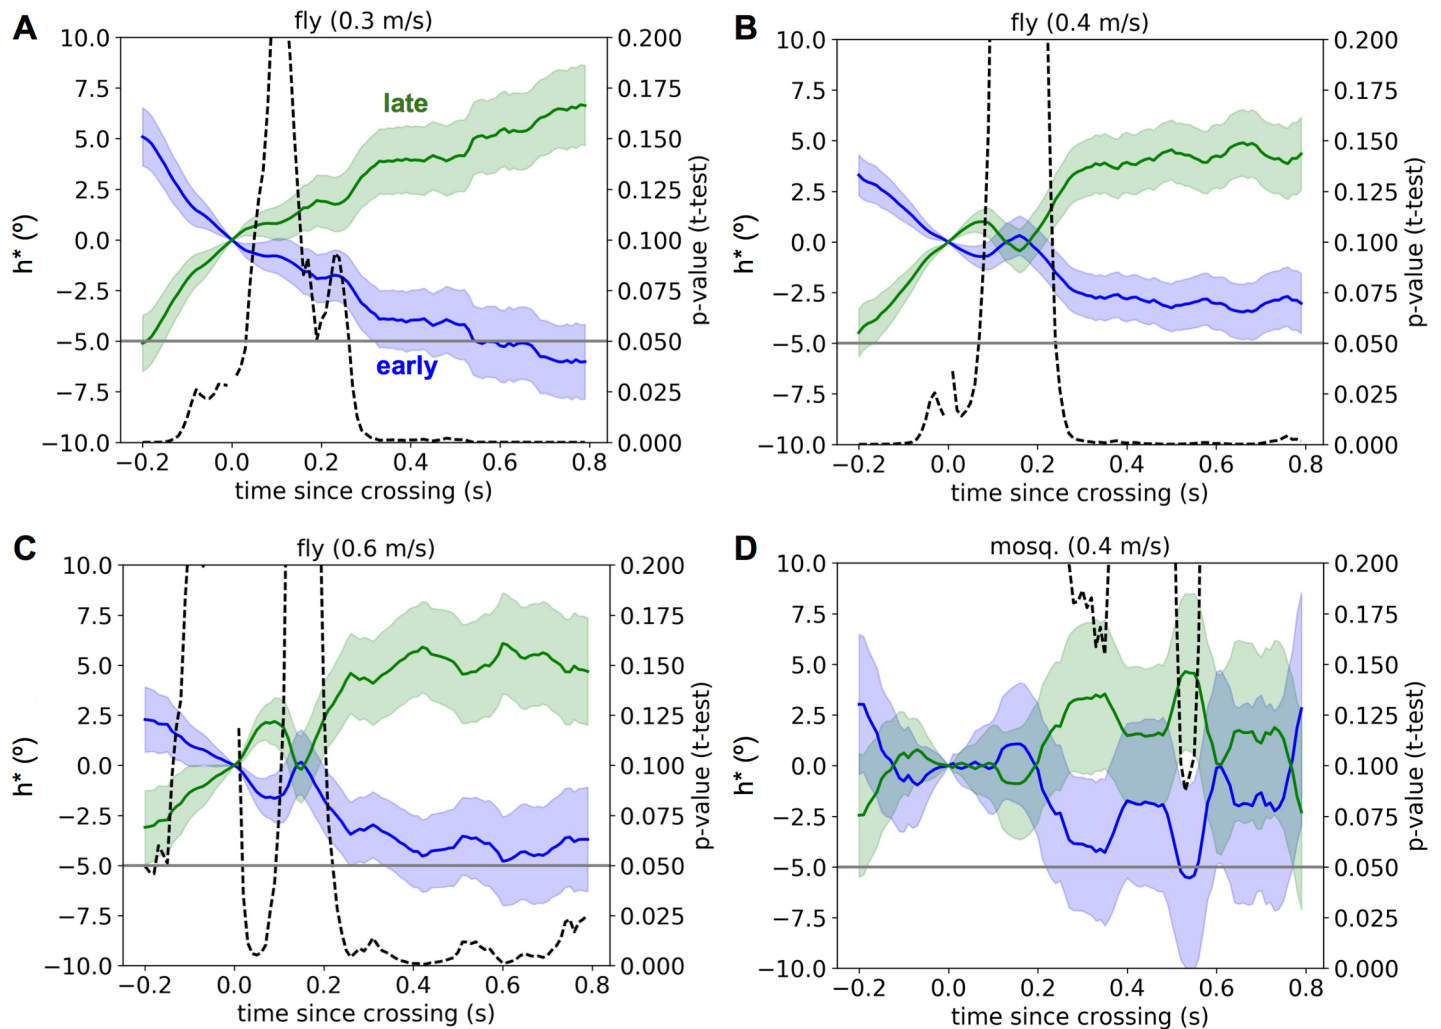 A
fly (0.3 m/s)
10.0
7.5
5.0
2.5
0.0
−2.5
−5.0
−7.5
−10.0
h* (º)
late
early
0.200
0.175
0.150
0.125
0.100
0.075
0.050
0.025
0.000
p-value (t-test)
−0.2 0.0 0.2 0.4 0.6 0.8
time since crossing (s)
B
fly (0.4 m/s)
10.0
7.5
5.0
2.5
0.0
−2.5
−5.0
−7.5
−10.0
h* (º)
0.200
0.175
0.150
0.125
0.100
0.075
0.050
0.025
0.000
p-value (t-test)
−0.2 0.0 0.2 0.4 0.6 0.8
time since crossing (s)
C
fly (0.6 m/s)
10.0
7.5
5.0
2.5
0.0
−2.5
−5.0
−7.5
−10.0
h* (º)
0.200
0.175
0.150
0.125
0.100
0.075
0.050
0.025
0.000
p-value (t-test)
−0.2 0.0 0.2 0.4 0.6 0.8
time since crossing (s)
D
mosq. (0.4 m/s)
10.0
7.5
5.0
2.5
0.0
−2.5
−5.0
−7.5
−10.0
h* (º)
0.200
0.175
0.150
0.125
0.100
0.075
0.050
0.025
0.000
p-value (t-test)
−0.2 0.0 0.2 0.4 0.6 0.8
time since crossing (s)